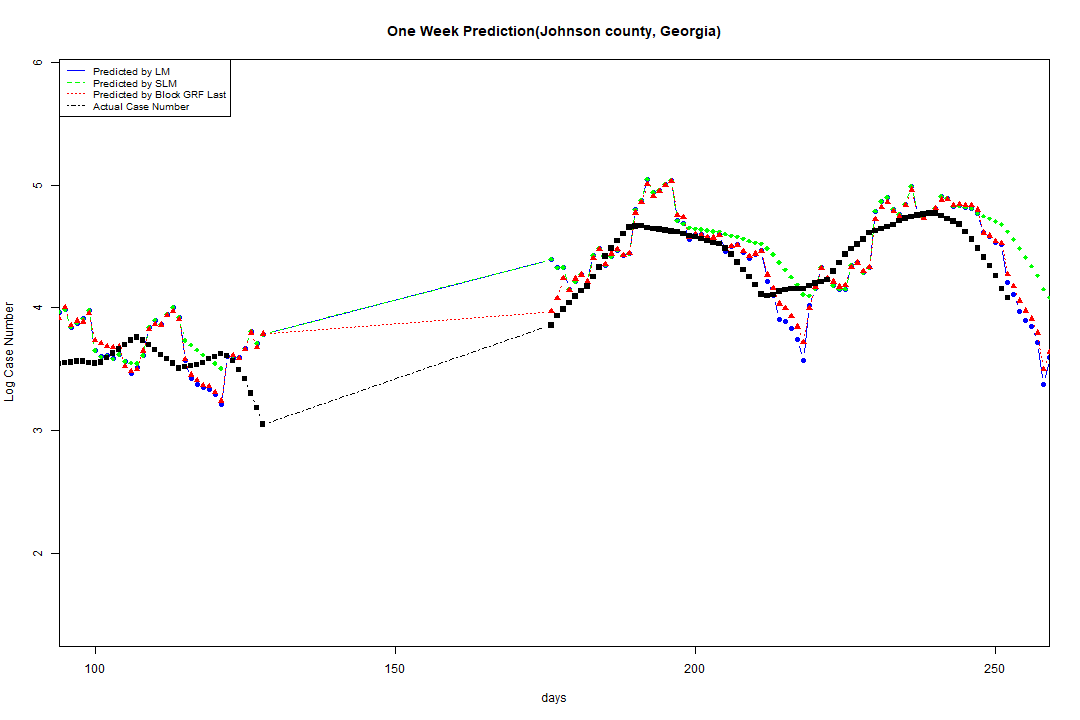 One Week Prediction(Johnson county, Georgia)
6
Predicted by LM
Predicted by SLM
Predicted by Block GRF Last
Actual Case Number
5
4
3
2
Log Case Number
100
150
200
250
days